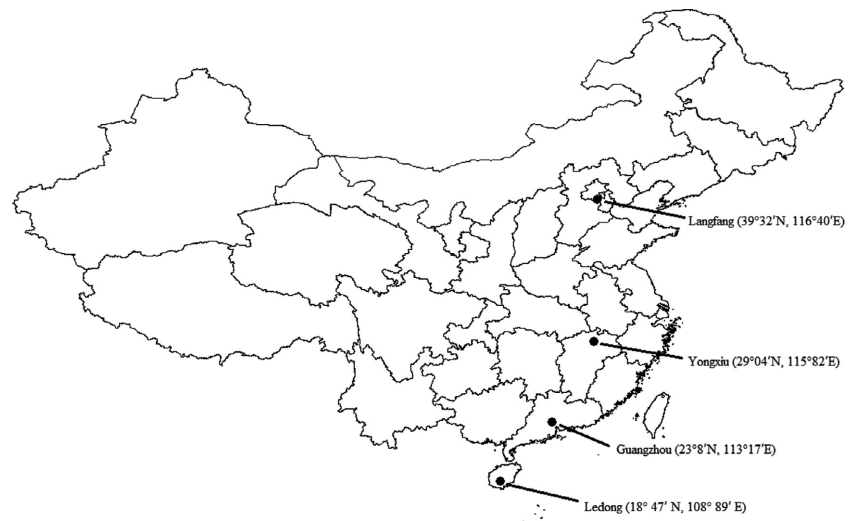 Langfang (39°32′N, 116°40′E)
Yongxiu (29°04′N, 115°82′E)
Guangzhou (23°8′N, 113°17′E)
Ledong (18° 47′ N, 108° 89′ E)